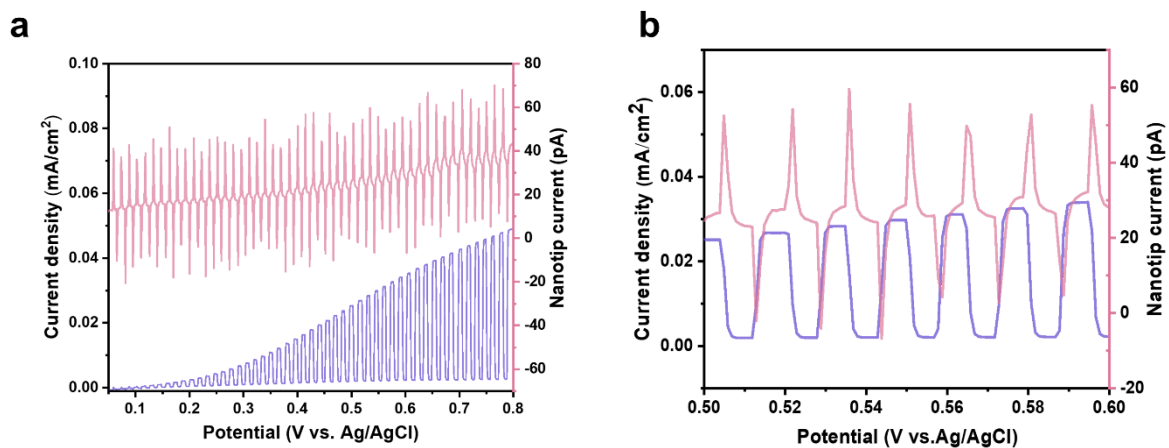 a
0.10
0.08
0.06
0.04
0.02
0.00
Current density (mA/cm²)
0.1 0.2 0.3 0.4 0.5 0.6 0.7 0.8
Potential (V vs. Ag/AgCl)
80
60
40
20
0
-20
-40
-60
Nanotip current (pA)
b
0.06
0.04
0.02
0.00
Current density (mA/cm²)
0.50 0.52 0.54 0.56 0.58 0.60
Potential (V vs.Ag/AgCl)
60
40
20
0
-20
Nanotip current (pA)